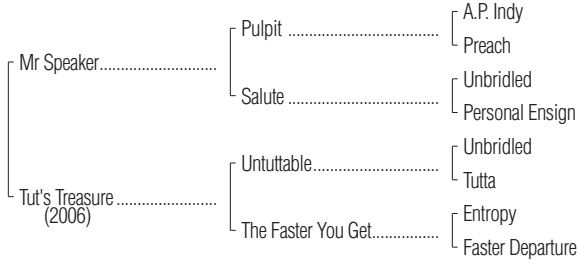 A.P. Indy
Pulpit ......................................
Preach
Mr Speaker..............................
Unbridled
Salute ......................................
Personal Ensign
Unbridled
Untuttable................................
Tutta
Tut's Treasure .........................
(2006)
Entropy
The Faster You Get.................
Faster Departure